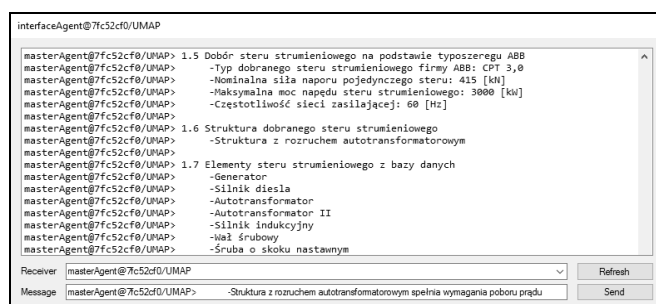 interfaceAgent@7fc52cf0/UMAP
masterAgent@7fc52cf0/UMAP> 1.5 Dobór steru strumieniowego na podstawie typoszeregu ABB
masterAgent@7fc52cf0/UMAP> -Typ dobranego steru strumieniowego firmy ABB: CPT 3,0
masterAgent@7fc52cf0/UMAP> -Nominalna siła naporu pojedynczego steru: 415 [kN]
masterAgent@7fc52cf0/UMAP> -Maksymalna moc napędu steru strumieniowego: 3000 [kW]
masterAgent@7fc52cf0/UMAP> -Częstotliwość sieci zasilającej: 60 [Hz]
masterAgent@7fc52cf0/UMAP>
masterAgent@7fc52cf0/UMAP> 1.6 Struktura dobranego steru strumieniowego
masterAgent@7fc52cf0/UMAP> -Struktura z rozruchem autotransformatorowym
masterAgent@7fc52cf0/UMAP>
masterAgent@7fc52cf0/UMAP> 1.7 Elementy steru strumieniowego z bazy danych
masterAgent@7fc52cf0/UMAP> -Generator
masterAgent@7fc52cf0/UMAP> -Silnik diesla
masterAgent@7fc52cf0/UMAP> -Autotransformator
masterAgent@7fc52cf0/UMAP> -Autotransformator II
masterAgent@7fc52cf0/UMAP> -Silnik indukcyjny
masterAgent@7fc52cf0/UMAP> -Wał śrubowy
masterAgent@7fc52cf0/UMAP> -Śruba o skoku nastawnym
Receiver masterAgent@7fc52cf0/UMAP Refresh
Message masterAgent@7fc52cf0/UMAP> -Struktura z rozruchem autotransformatorowym spełnia wymagania poboru prądu Send